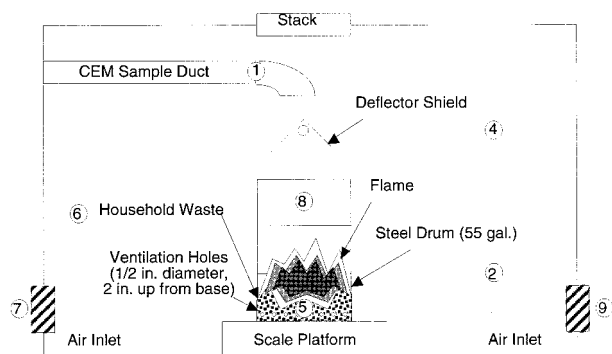 Stack
CEM Sample Duct
1
Deflector Shield
4
Flame
8
6
Household Waste
Steel Drum (55 gal.)
Ventilation Holes
(1/2 in. diameter,
2 in. up from base)
2
5
7
9
Air Inlet
Scale Platform
Air Inlet